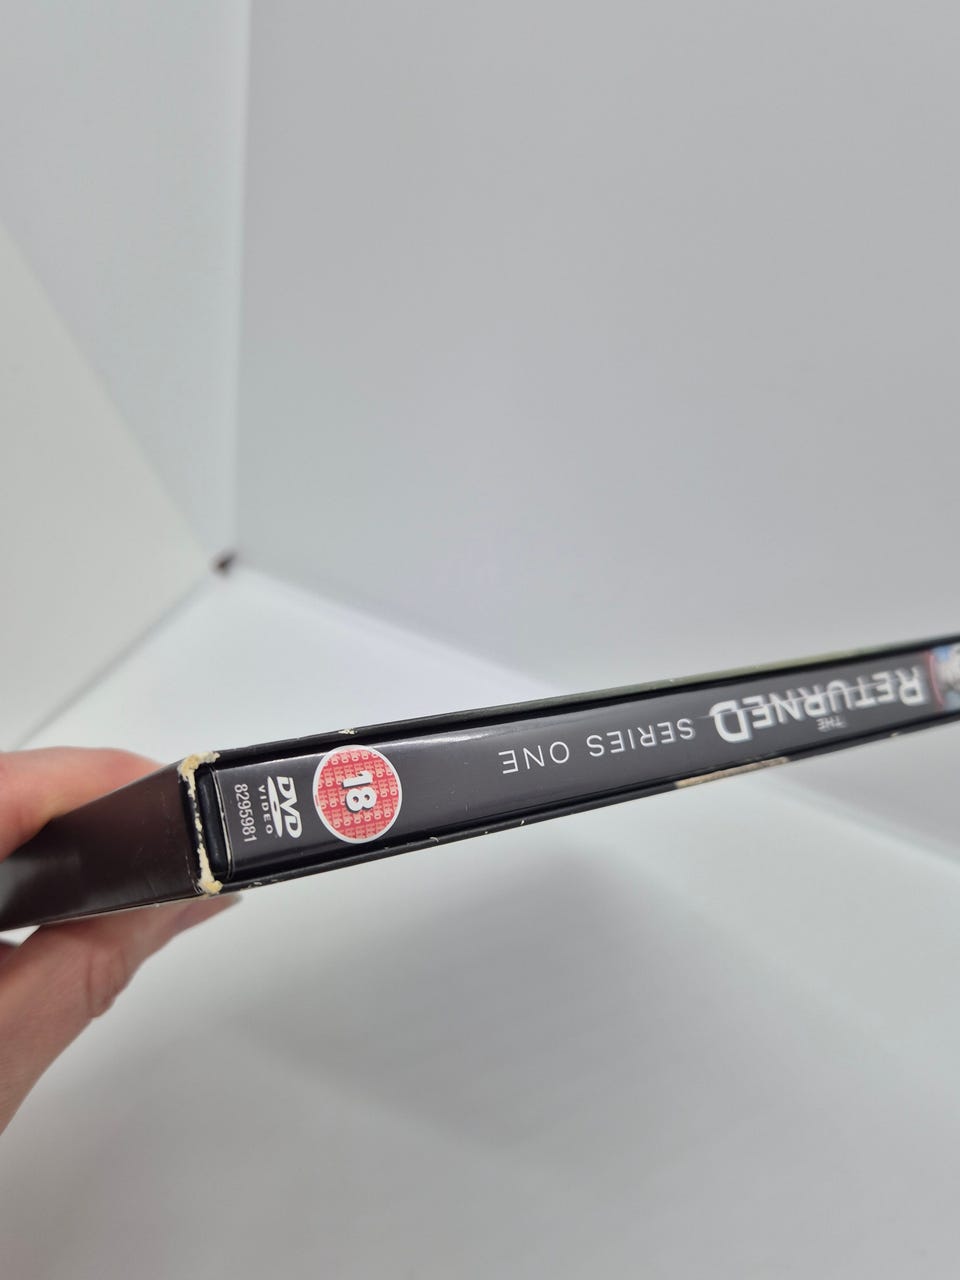 THE
RETURNED
SERIES ONE
18
DVD
VIDEO
8295981